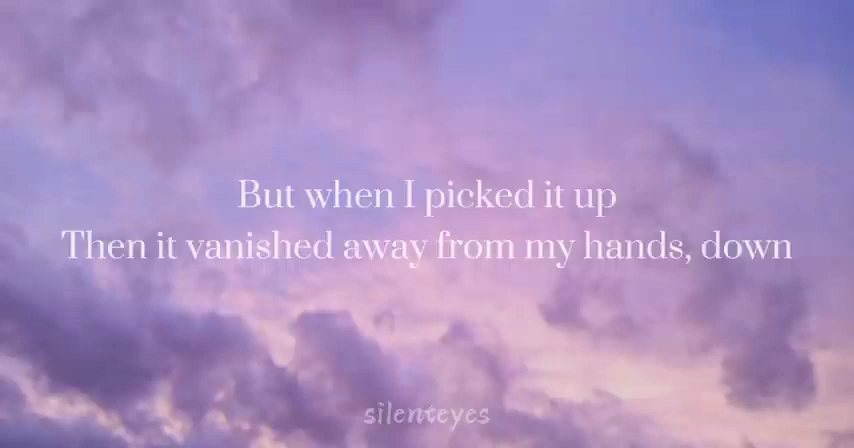 But when I picked it up
Then it vanished away from my hands, down
silenteyes